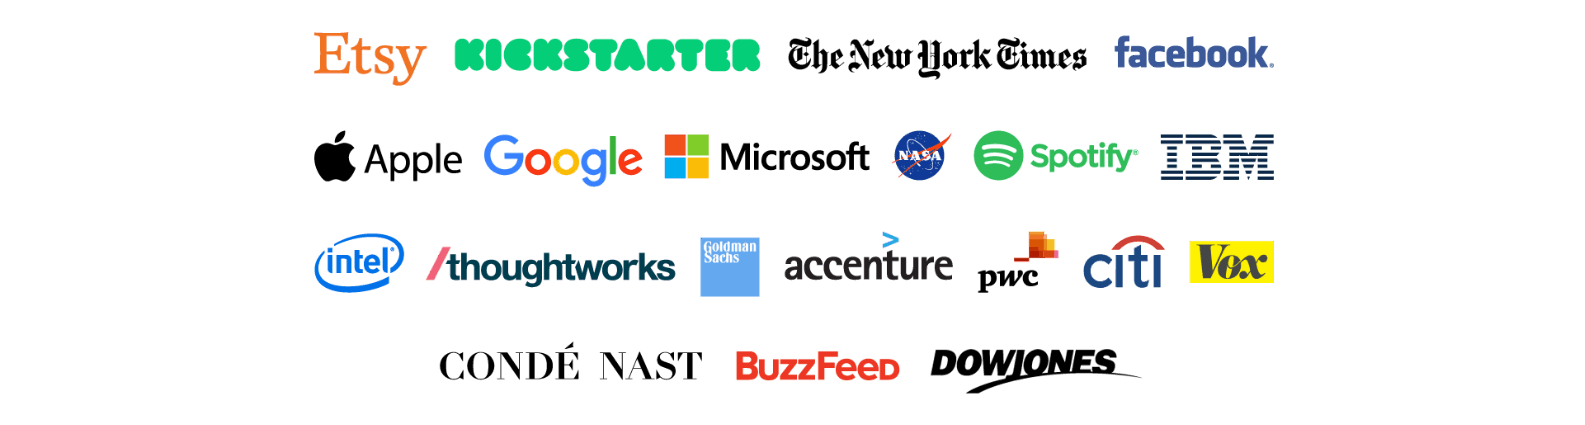 Etsy KICKSTARTER The New York Times facebook.
Apple Google Microsoft NASA Spotify® IBM
intel® /thoughtworks Goldman Sachs accenture pwc citi Vox
CONDÉ NAST BUZZFEED DOWJONES